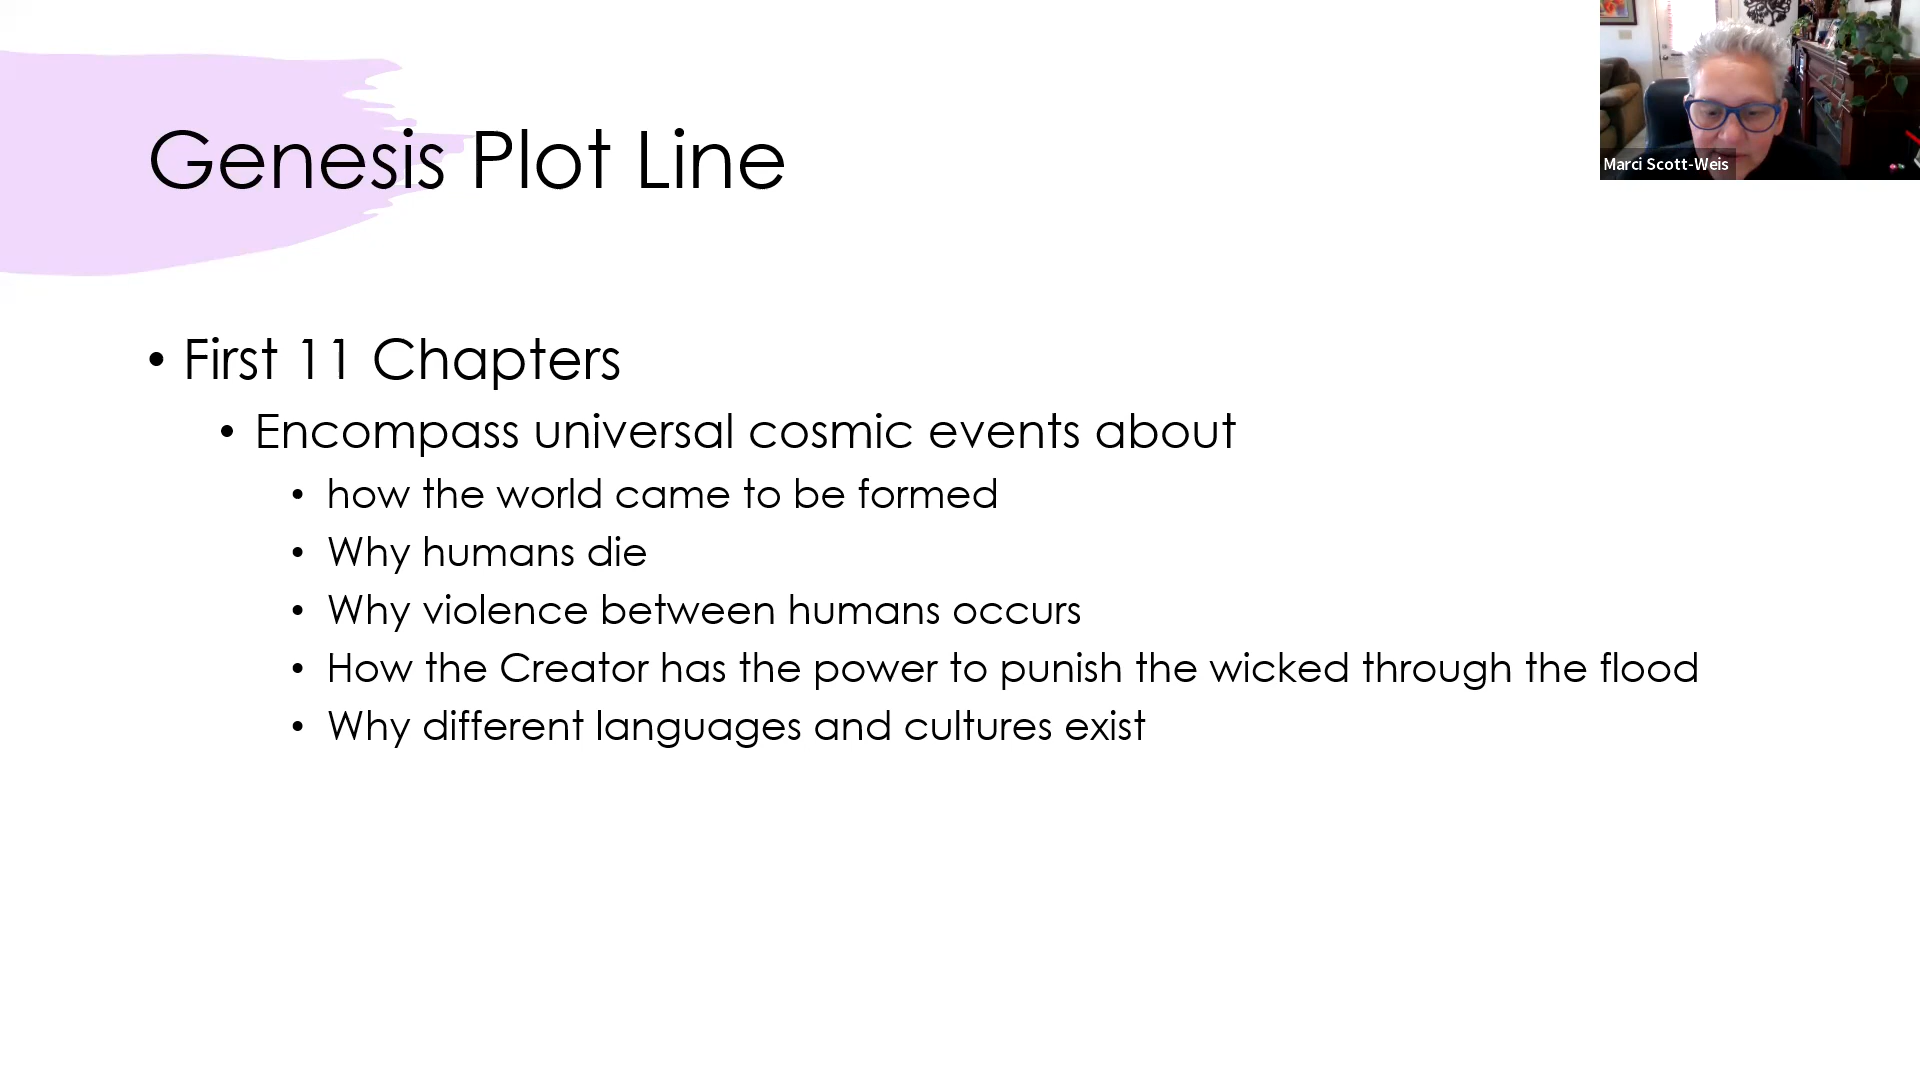 Genesis Plot Line
Marci Scott-Weis
• First 11 Chapters
• Encompass universal cosmic events about
• how the world came to be formed
• Why humans die
• Why violence between humans occurs
• How the Creator has the power to punish the wicked through the flood
• Why different languages and cultures exist